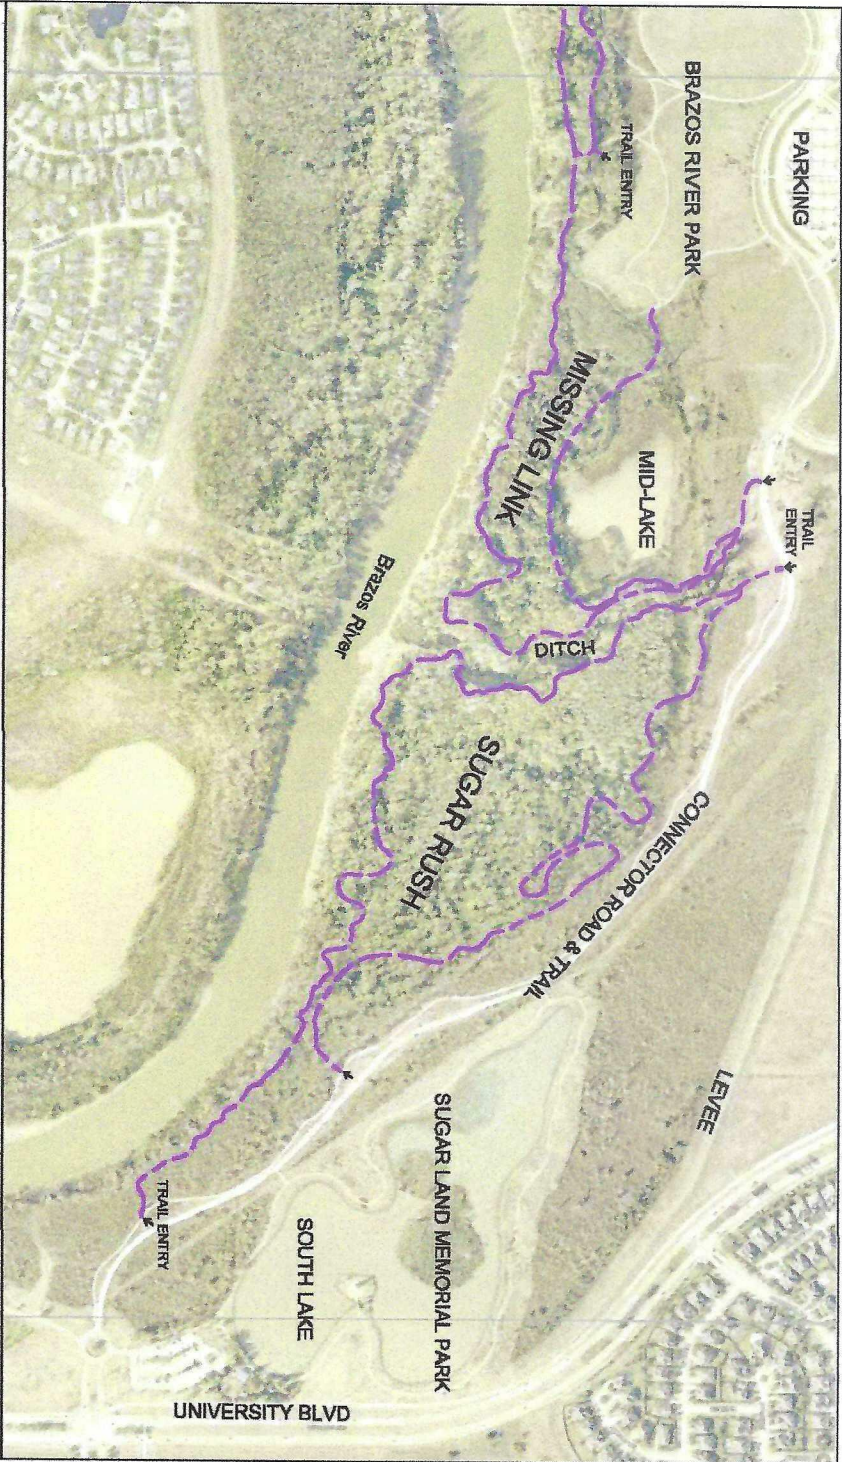 PARKING
BRAZOS RIVER PARK
TRAIL ENTRY
MISSING LINK
MID-LAKE
TRAIL
ENTRY
DITCH
Brazos River
SUGAR RUSH
CONNECTOR ROAD & TRAIL
LEVEE
SUGAR LAND MEMORIAL PARK
SOUTH LAKE
TRAIL ENTRY
UNIVERSITY BLVD